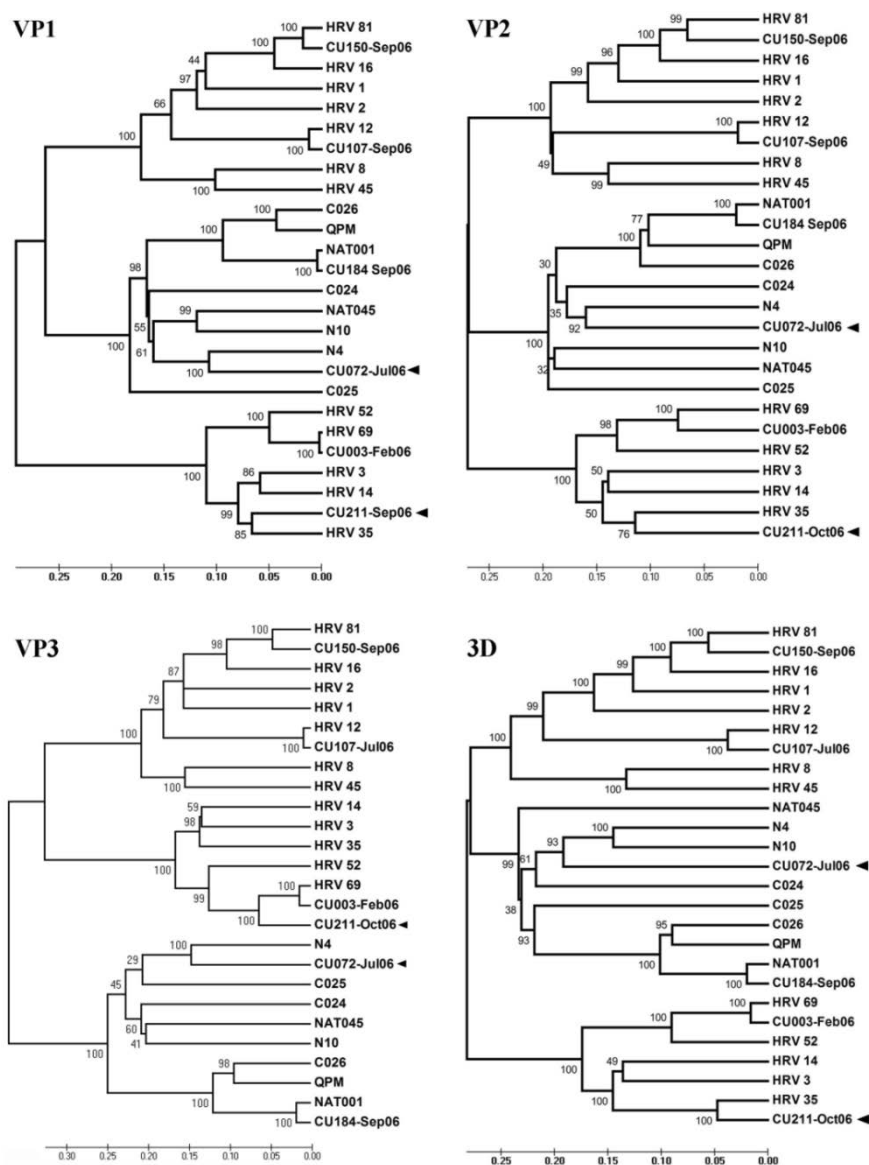 VP1
HRV 81
CU150-Sep06
HRV 16
HRV 1
HRV 2
HRV 12
CU107-Sep06
HRV 8
HRV 45
C026
QPM
NAT001
CU184 Sep06
C024
NAT045
N10
N4
CU072-Jul06
C025
HRV 52
HRV 69
CU003-Feb06
HRV 3
HRV 14
CU211-Sep06
HRV 35
100
100
44
97
66
100
100
100
100
100
100
98
99
55
61
100
100
100
100
100
86
99
85
0.25 0.20 0.15 0.10 0.05 0.00
VP2
HRV 81
CU150-Sep06
HRV 16
HRV 1
HRV 2
HRV 12
CU107-Sep06
HRV 8
HRV 45
NAT001
CU184 Sep06
QPM
C026
C024
N4
CU072-Jul06
N10
NAT045
C025
HRV 69
CU003-Feb06
HRV 52
HRV 3
HRV 14
HRV 35
CU211-Oct06
99
100
96
99
100
100
49
99
100
77
100
30
35
92
100
32
100
98
100
50
50
76
0.25 0.20 0.15 0.10 0.05 0.00
VP3
HRV 81
CU150-Sep06
HRV 16
HRV 2
HRV 1
HRV 12
CU107-Jul06
HRV 8
HRV 45
HRV 14
HRV 3
HRV 35
HRV 52
HRV 69
CU003-Feb06
CU211-Oct06
N4
CU072-Jul06
C025
C024
NAT045
N10
C026
QPM
NAT001
CU184-Sep06
100
98
87
79
100
100
100
59
98
100
100
99
100
100
29
45
60
41
100
98
100
100
0.30 0.25 0.20 0.15 0.10 0.05 0.00
3D
HRV 81
CU150-Sep06
HRV 16
HRV 1
HRV 2
HRV 12
CU107-Jul06
HRV 8
HRV 45
NAT045
N4
N10
CU072-Jul06
C024
C025
C026
QPM
NAT001
CU184-Sep06
HRV 69
CU003-Feb06
HRV 52
HRV 14
HRV 3
HRV 35
CU211-Oct06
100
100
99
100
99
100
100
100
100
93
61
99
38
93
95
100
100
100
100
100
49
100
100
0.25 0.20 0.15 0.10 0.05 0.00